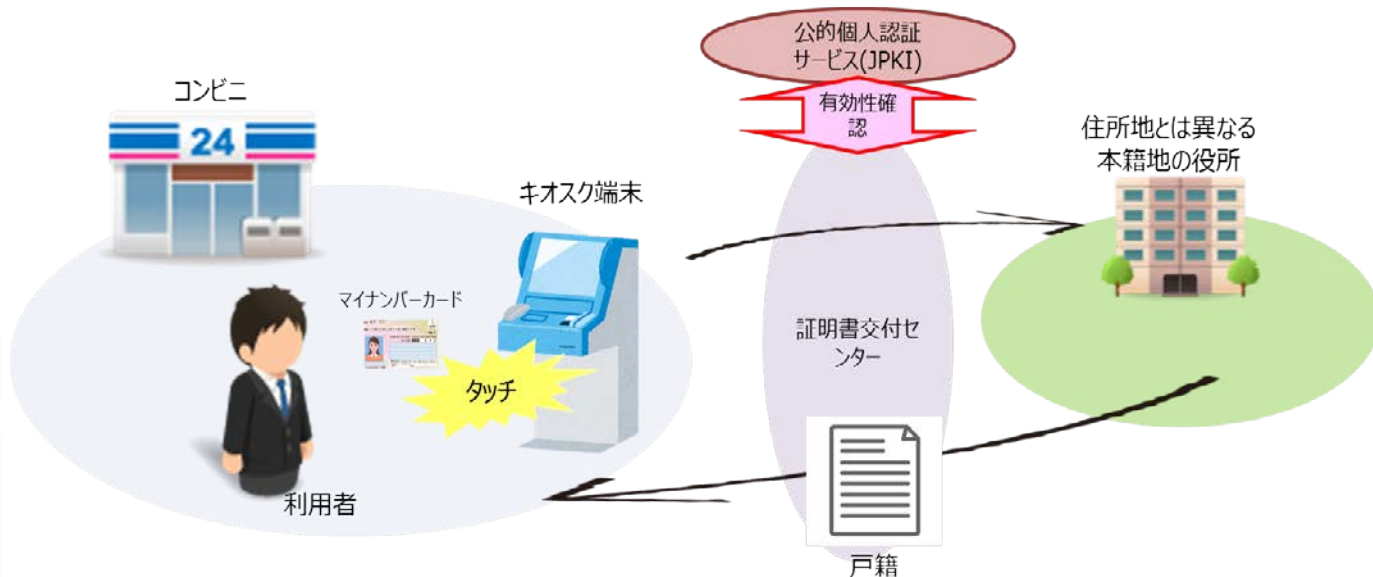 公的個人認証
サービス(JPKI)
有効性確
認
コンビニ
24
住所地とは異なる
本籍地の役所
キオスク端末
マイナンバーカード
タッチ
証明書交付セ
ンター
利用者
戸籍